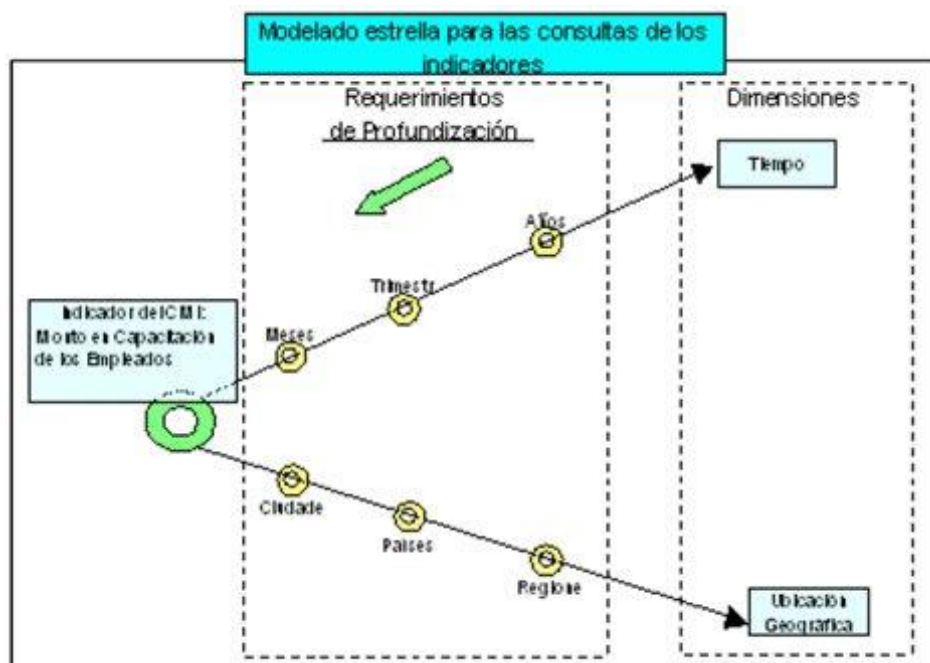 Modelado estrella para las consultas de los
indicadores
Requerimientos
de Profundización
Dimensiones
Tiempo
Años
Trimestr
Meses
Indicador del CMI:
Monto en Capacitación
de los Empleados
Ciudade
Países
Regione
Ubicación
Geográfica